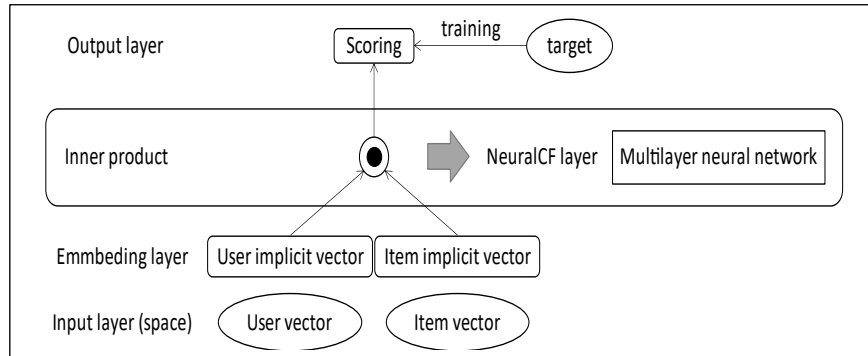 Output layer
Scoring
training
target
Inner product
NeuralCF layer
Multilayer neural network
Emmbeding layer
User implicit vector
Item implicit vector
Input layer (space)
User vector
Item vector